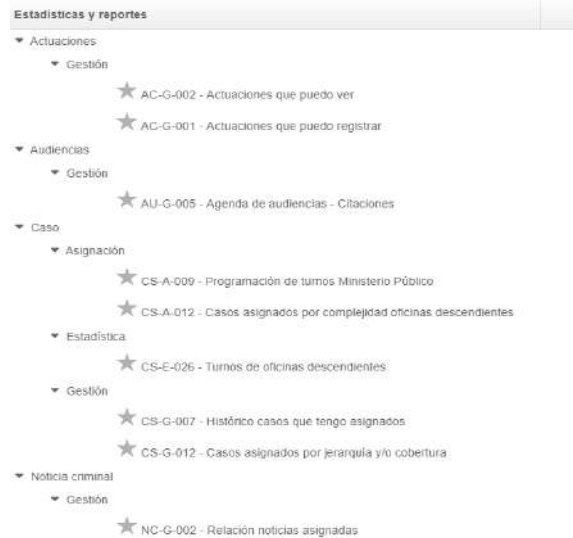 Estadísticas y reportes
Actuaciones
Gestión
AC-G-002 - Actuaciones que puedo ver
AC-G-001 - Actuaciones que puedo registrar
Audiencias
Gestión
AU-G-005 - Agenda de audiencias - Citaciones
Caso
Asignación
CS-A-009 - Programación de turnos Ministerio Público
CS-A-012 - Casos asignados por complejidad oficinas descendientes
Estadística
CS-E-026 - Turnos de oficinas descendientes
Gestión
CS-G-007 - Histórico casos que tengo asignados
CS-G-012 - Casos asignados por jerarquía y/o cobertura
Noticia criminal
Gestión
NC-G-002 - Relación noticias asignadas